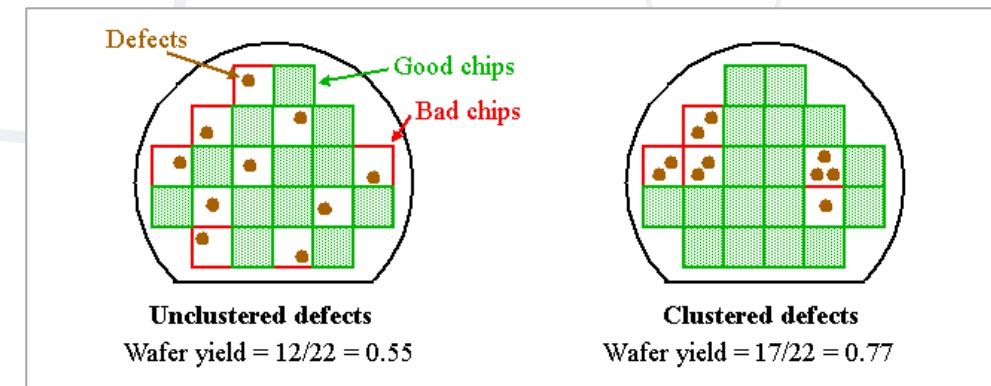 Defects
Good chips
Bad chips
Unclustered defects
Wafer yield = 12/22 = 0.55
Clustered defects
Wafer yield = 17/22 = 0.77